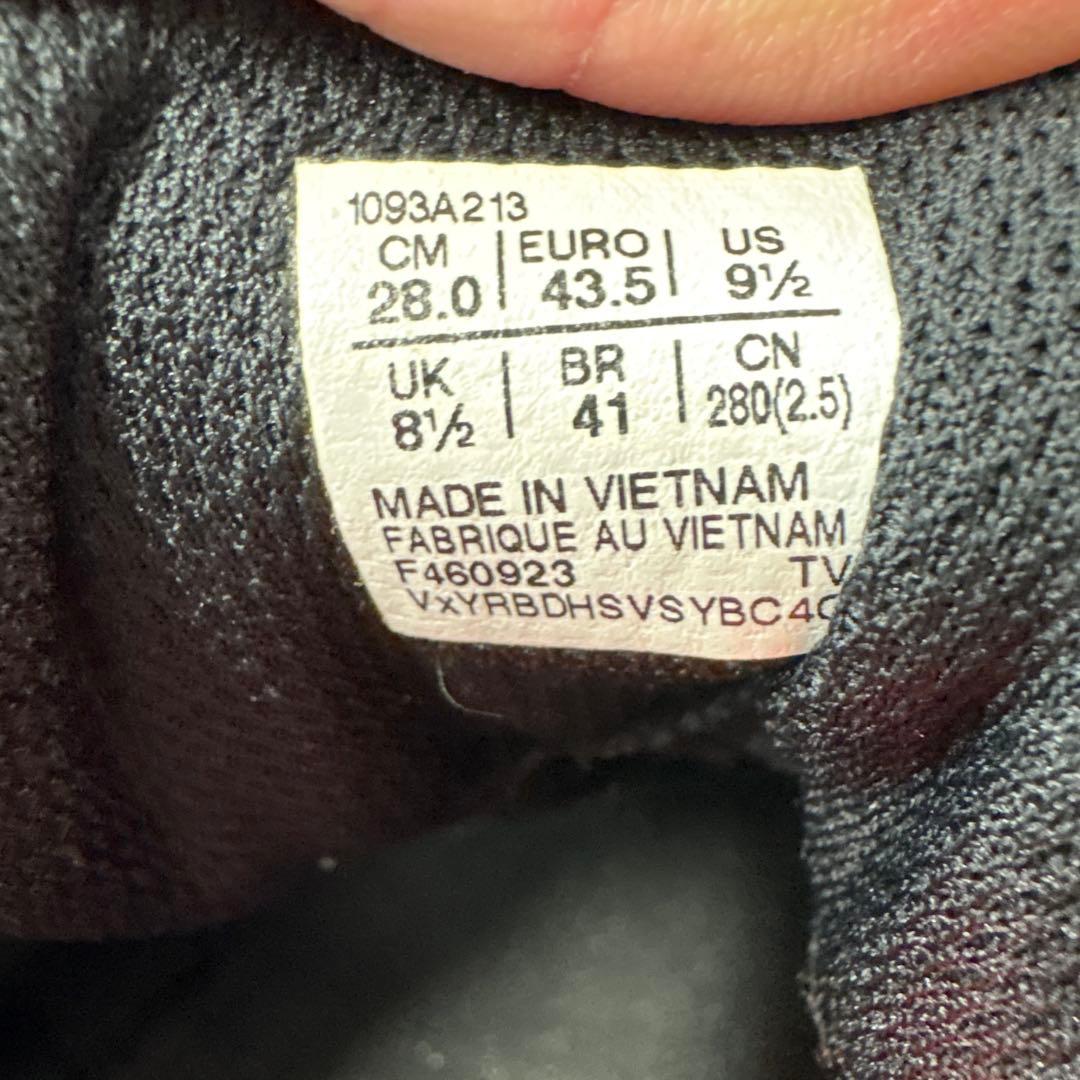 1093A213
CM | EURO | US
28.0 | 43.5 | 9½
UK | BR | CN
8½ | 41 | 280(2.5)
MADE IN VIETNAM
FABRIQUE AU VIETNAM
F460923 TV
VxYRBDHSVSYBC4